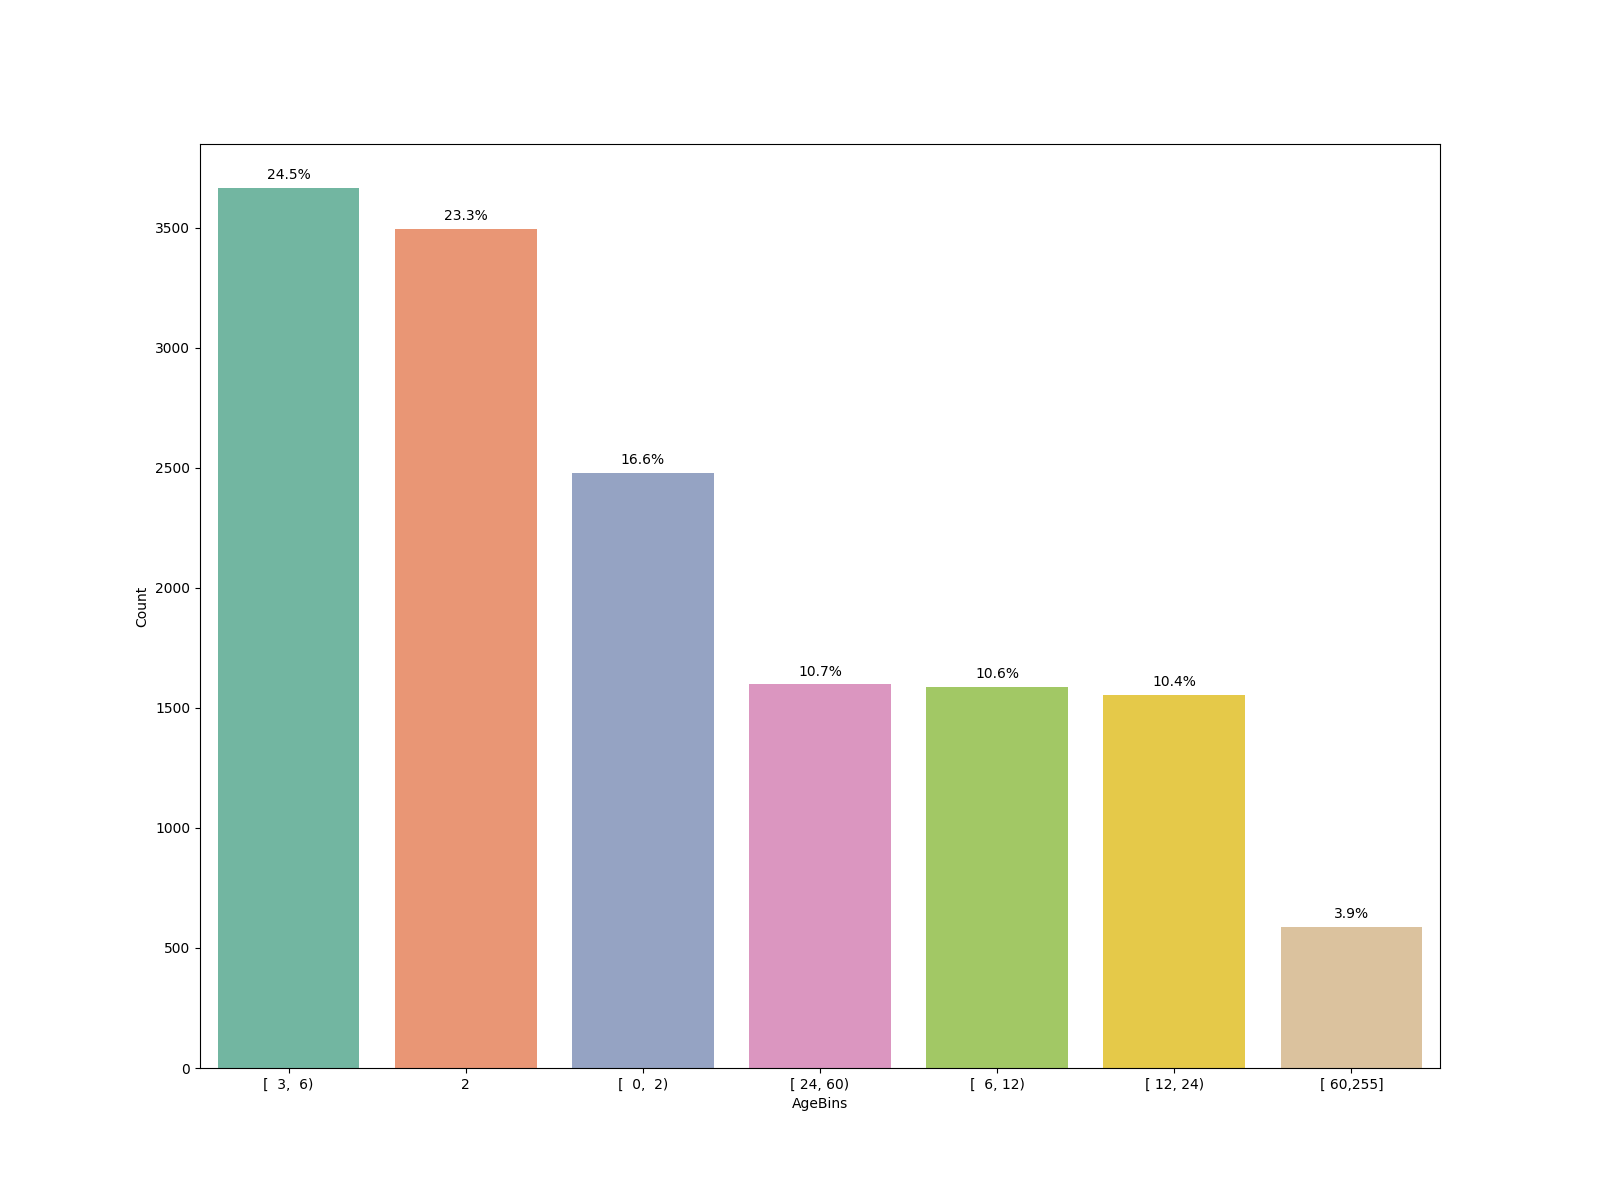 24.5%
23.3%
16.6%
10.7%
10.6%
10.4%
3.9%
3500
3000
2500
2000
1500
1000
500
0
Count
[  3,  6)
2
[  0,  2)
[ 24, 60)
[  6, 12)
[ 12, 24)
[ 60,255]
AgeBins